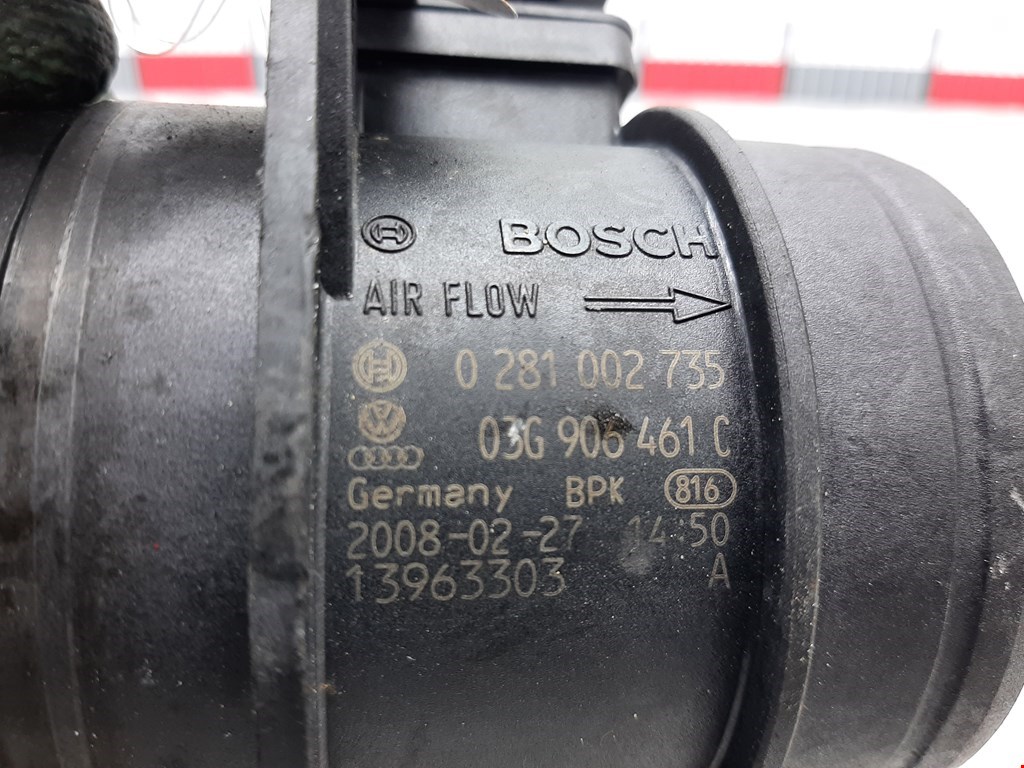 BOSCH
AIR FLOW
0 281 002 735
03G 906 461 C
Germany BPK 816
2008-02-27 14:50
13963303 A